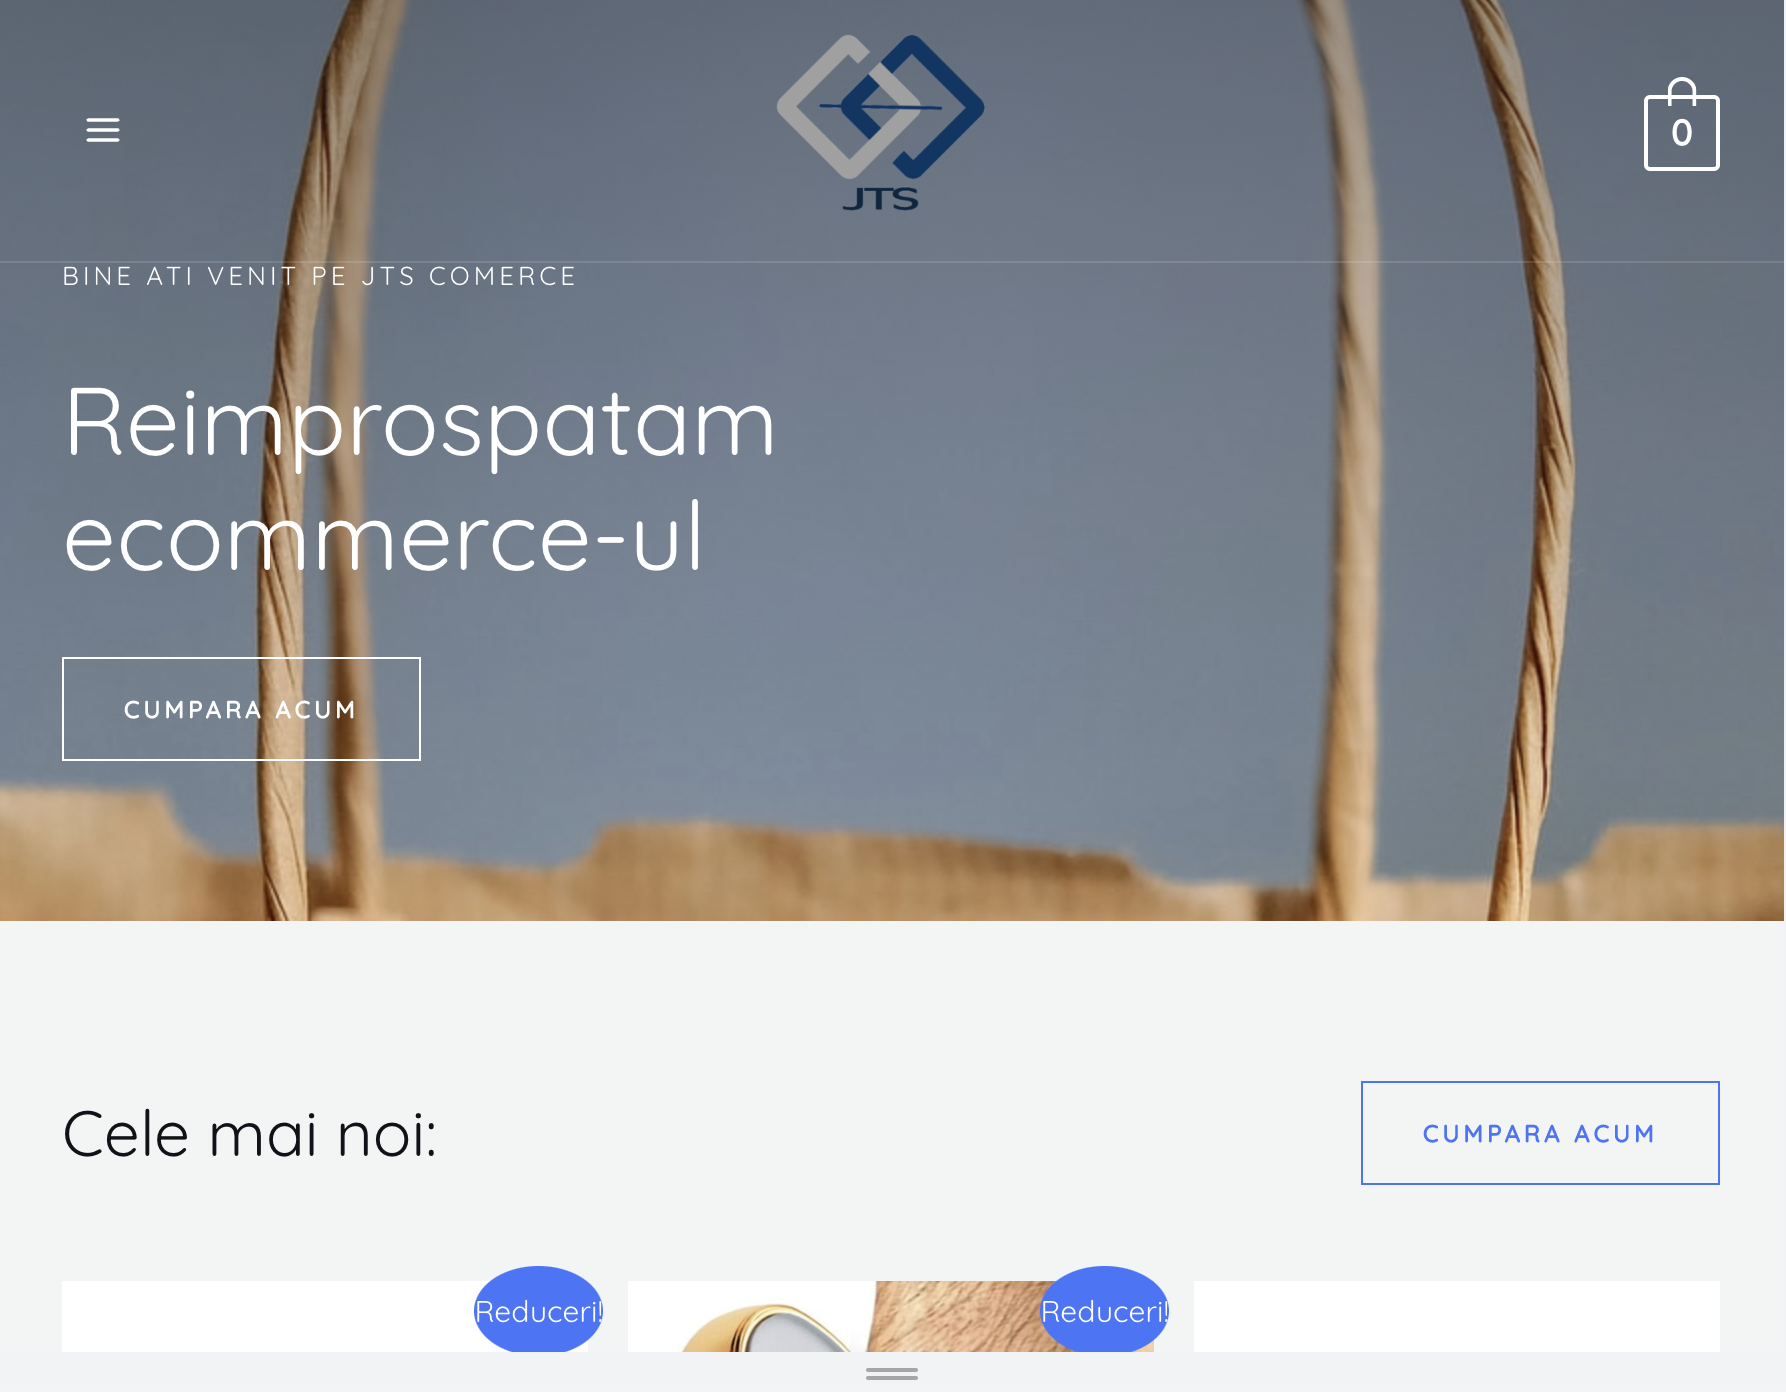 JTS
0
BINE ATI VENIT PE JTS COMERCE
Reimprospatam
ecommerce-ul
CUMPARA ACUM
Cele mai noi:
CUMPARA ACUM
Reduceri!
Reduceri!